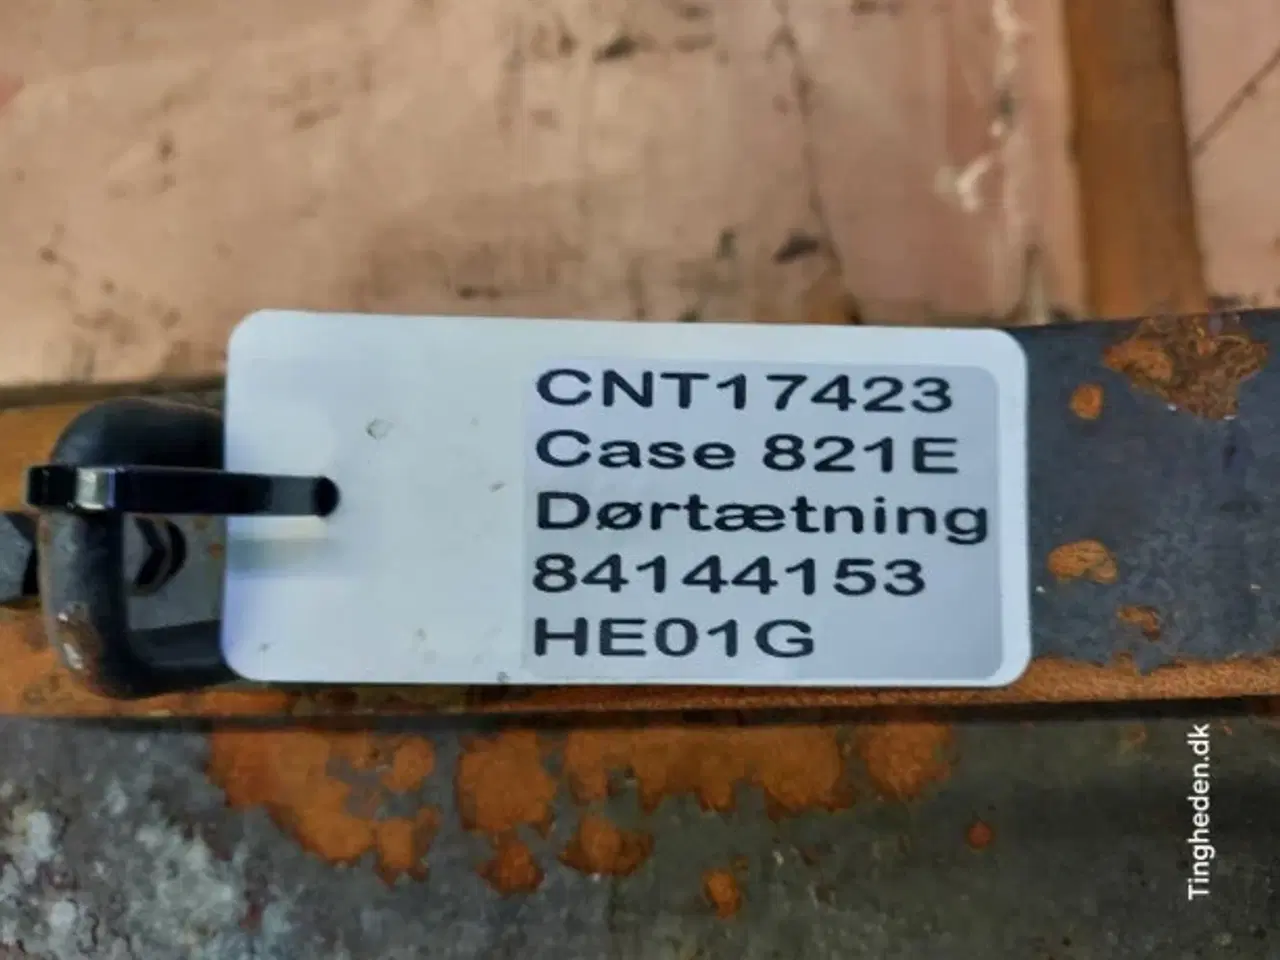 CNT17423
Case 821E
Dørtætning
84144153
HE01G
Tingheden.dk